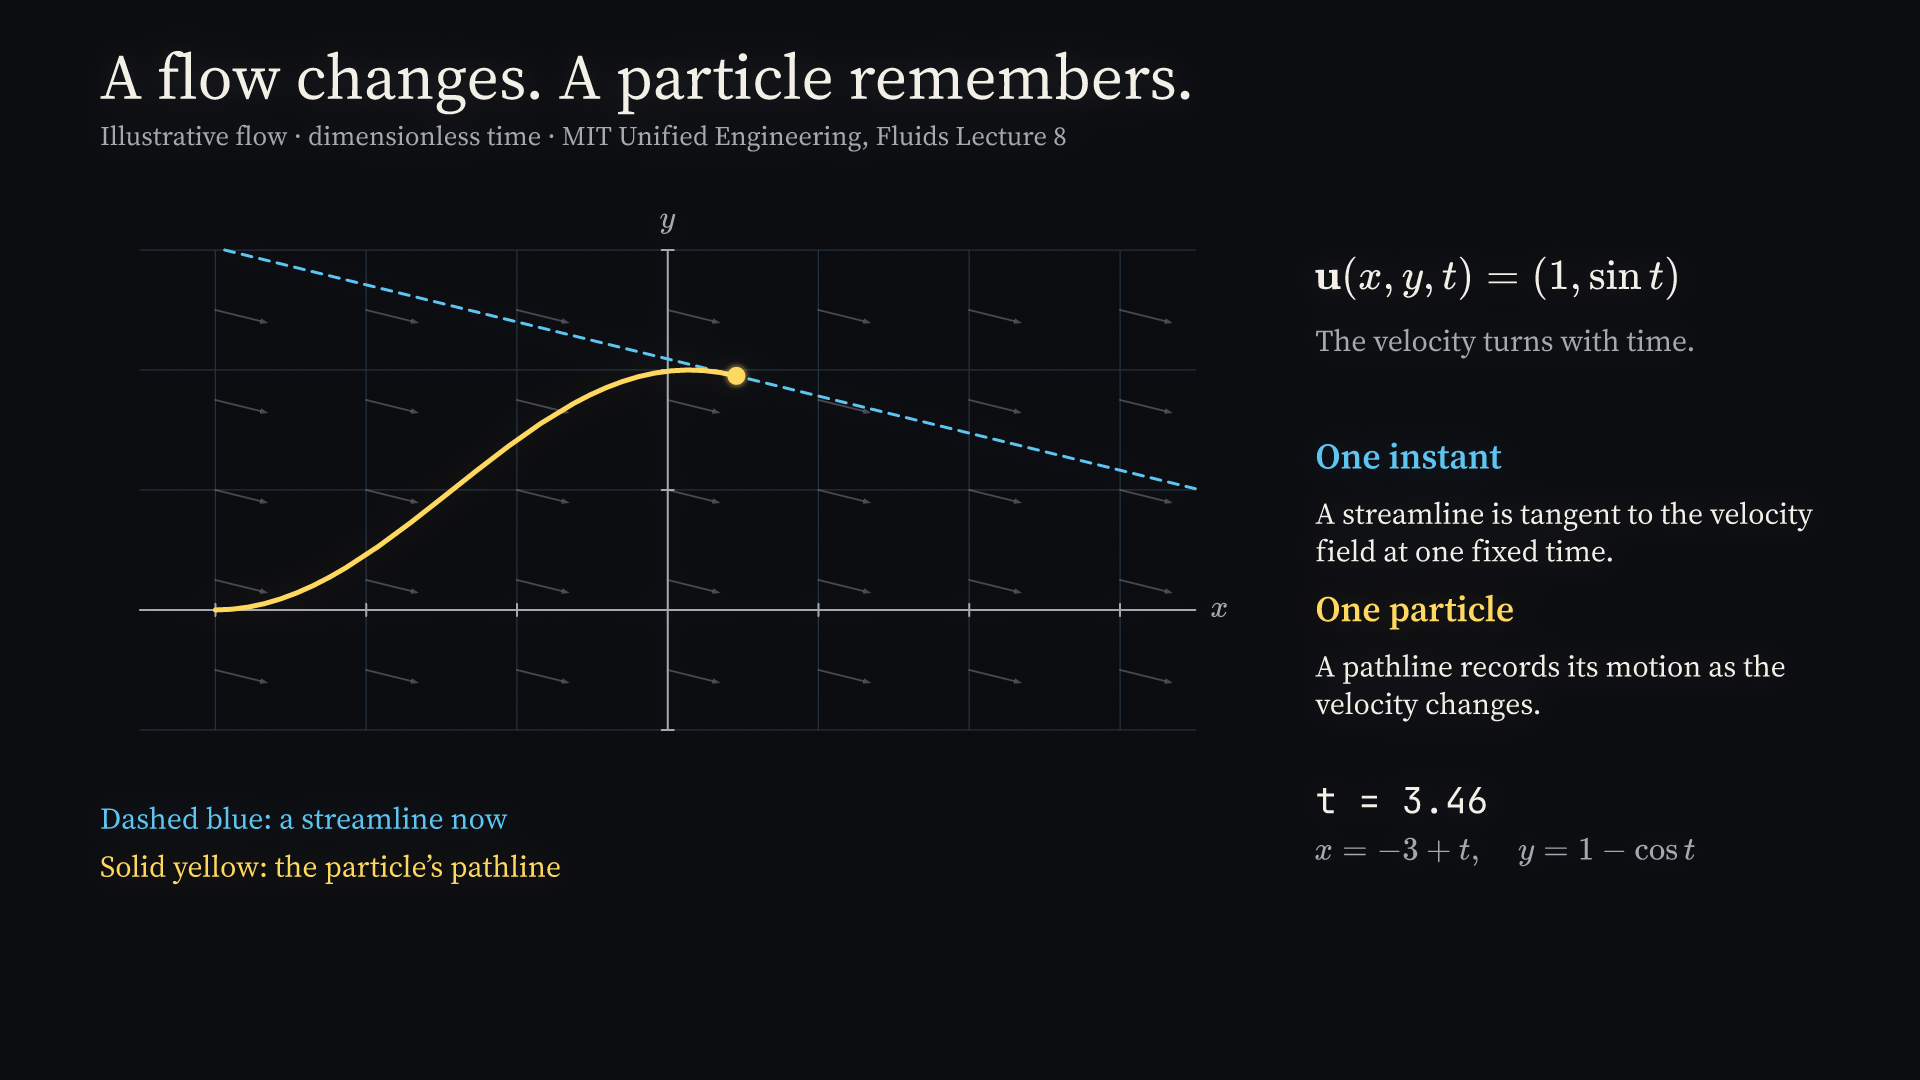 A flow changes. A particle remembers.
Illustrative flow · dimensionless time · MIT Unified Engineering, Fluids Lecture 8
y
x
u(x, y, t) = (1, sin t)
The velocity turns with time.
One instant
A streamline is tangent to the velocity
field at one fixed time.
One particle
A pathline records its motion as the
velocity changes.
t = 3.46
x = −3 + t, y = 1 − cos t
Dashed blue: a streamline now
Solid yellow: the particle’s pathline